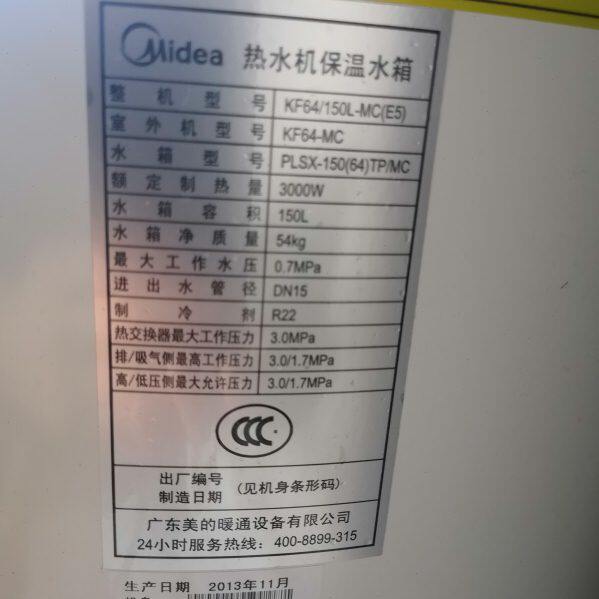 Midea 热水机保温水箱
整机型号 KF64/150L-MC(E5)
室外机型号 KF64-MC
水箱型号 PLSX-150(64)TP/MC
额定制热量 3000W
水箱容积 150L
水箱净质量 54kg
最大工作水压 0.7MPa
进出水管径 DN15
制冷剂 R22
热交换器最大工作压力 3.0MPa
排/吸气侧最高工作压力 3.0/1.7MPa
高/低压侧最大允许压力 3.0/1.7MPa
CCC
出厂编号
制造日期 (见机身条形码)
广东美的暖通设备有限公司
24小时服务热线: 400-8899-315
生产日期 2013年11月